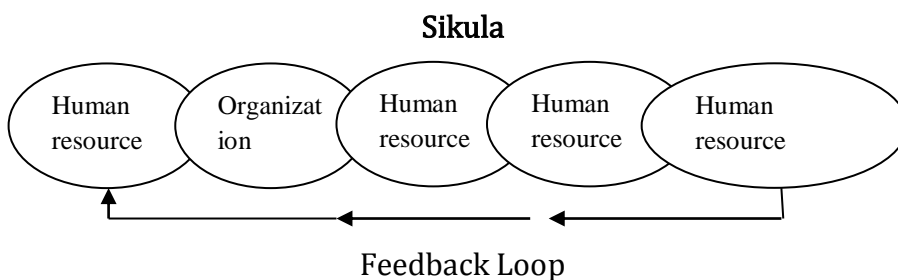 Sikula
Human
resource
Organizat
ion
Human
resource
Human
resource
Human
resource
Feedback Loop